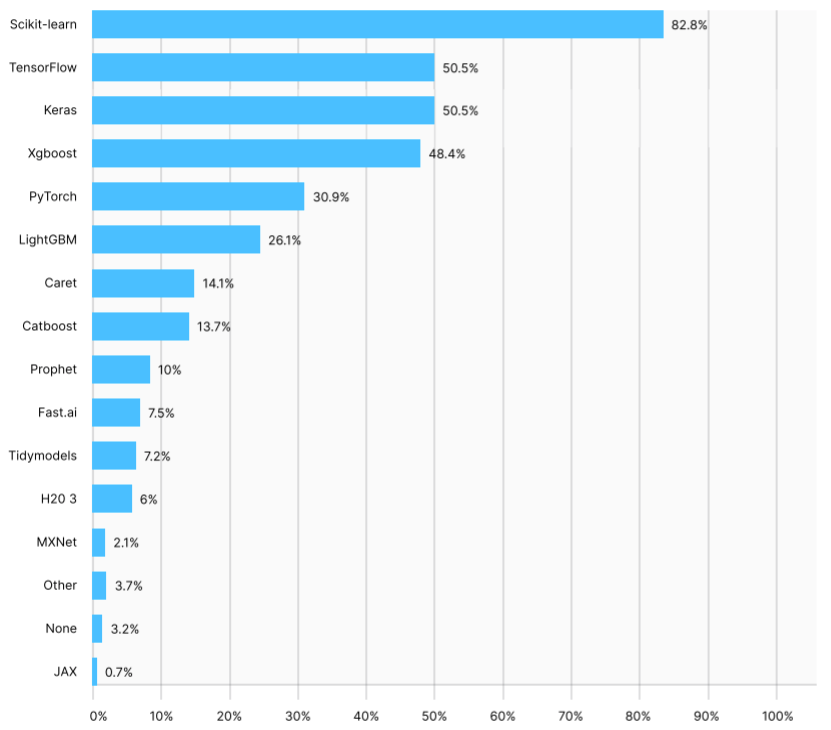 Scikit-learn 82.8%
TensorFlow 50.5%
Keras 50.5%
Xgboost 48.4%
PyTorch 30.9%
LightGBM 26.1%
Caret 14.1%
Catboost 13.7%
Prophet 10%
Fast.ai 7.5%
Tidymodels 7.2%
H20 3 6%
MXNet 2.1%
Other 3.7%
None 3.2%
JAX 0.7%
0% 10% 20% 30% 40% 50% 60% 70% 80% 90% 100%